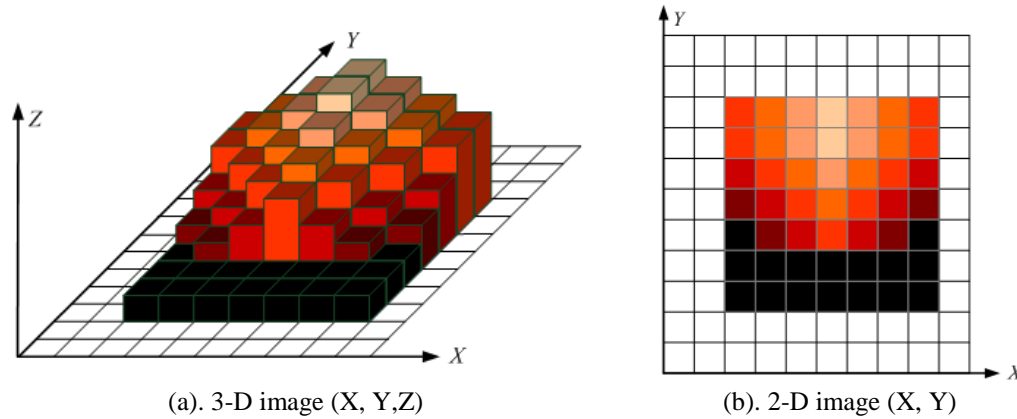 Y
Y
Z
X
X
(a). 3-D image (X, Y,Z)
(b). 2-D image (X, Y)